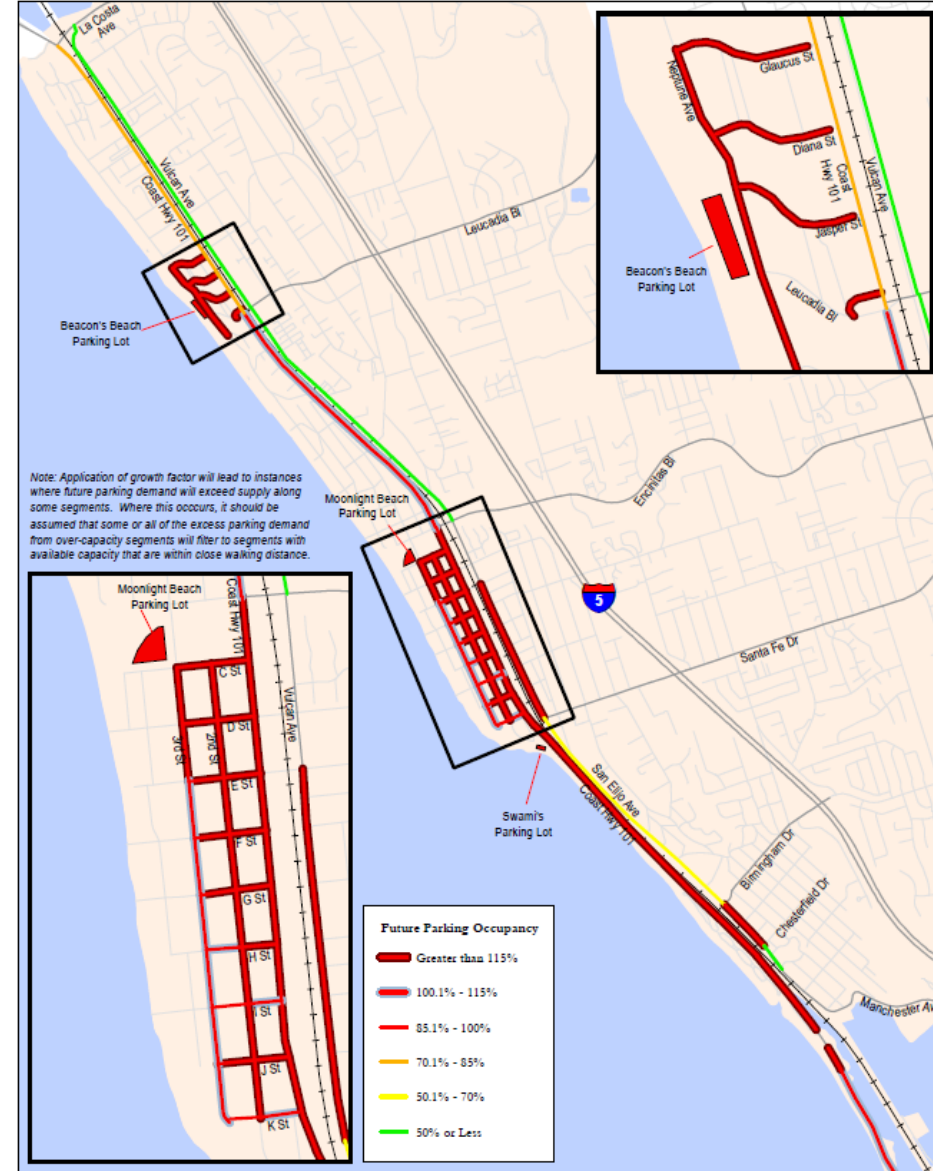 La Costa
Ave
Vulcan Ave
Coast Hwy 101
Leucadia Bl
Beacon's Beach
Parking Lot
Neptune Ave
Glaucus St
Diana St
Coast
Hwy 101
Vulcan Ave
Jasper St
Beacon's Beach
Parking Lot
Leucadia Bl
Note: Application of growth factor will lead to instances
where future parking demand will exceed supply along
some segments. Where this occcurs, it should be
assumed that some or all of the excess parking demand
from over-capacity segments will filter to segments with
available capacity that are within close walking distance.
Moonlight Beach
Parking Lot
Encinitas Bl
5
Santa Fe Dr
San Elijo Ave
Coast Hwy 101
Swami's
Parking Lot
Birmingham Dr
Chesterfield Dr
Manchester Av
Moonlight Beach
Parking Lot
Coast Hwy 101
C St
Vulcan Ave
D St
3rd St
2nd St
E St
F St
G St
H St
I St
J St
K St
Future Parking Occupancy
Greater than 115%
100.1% - 115%
85.1% - 100%
70.1% - 85%
50.1% - 70%
50% or Less